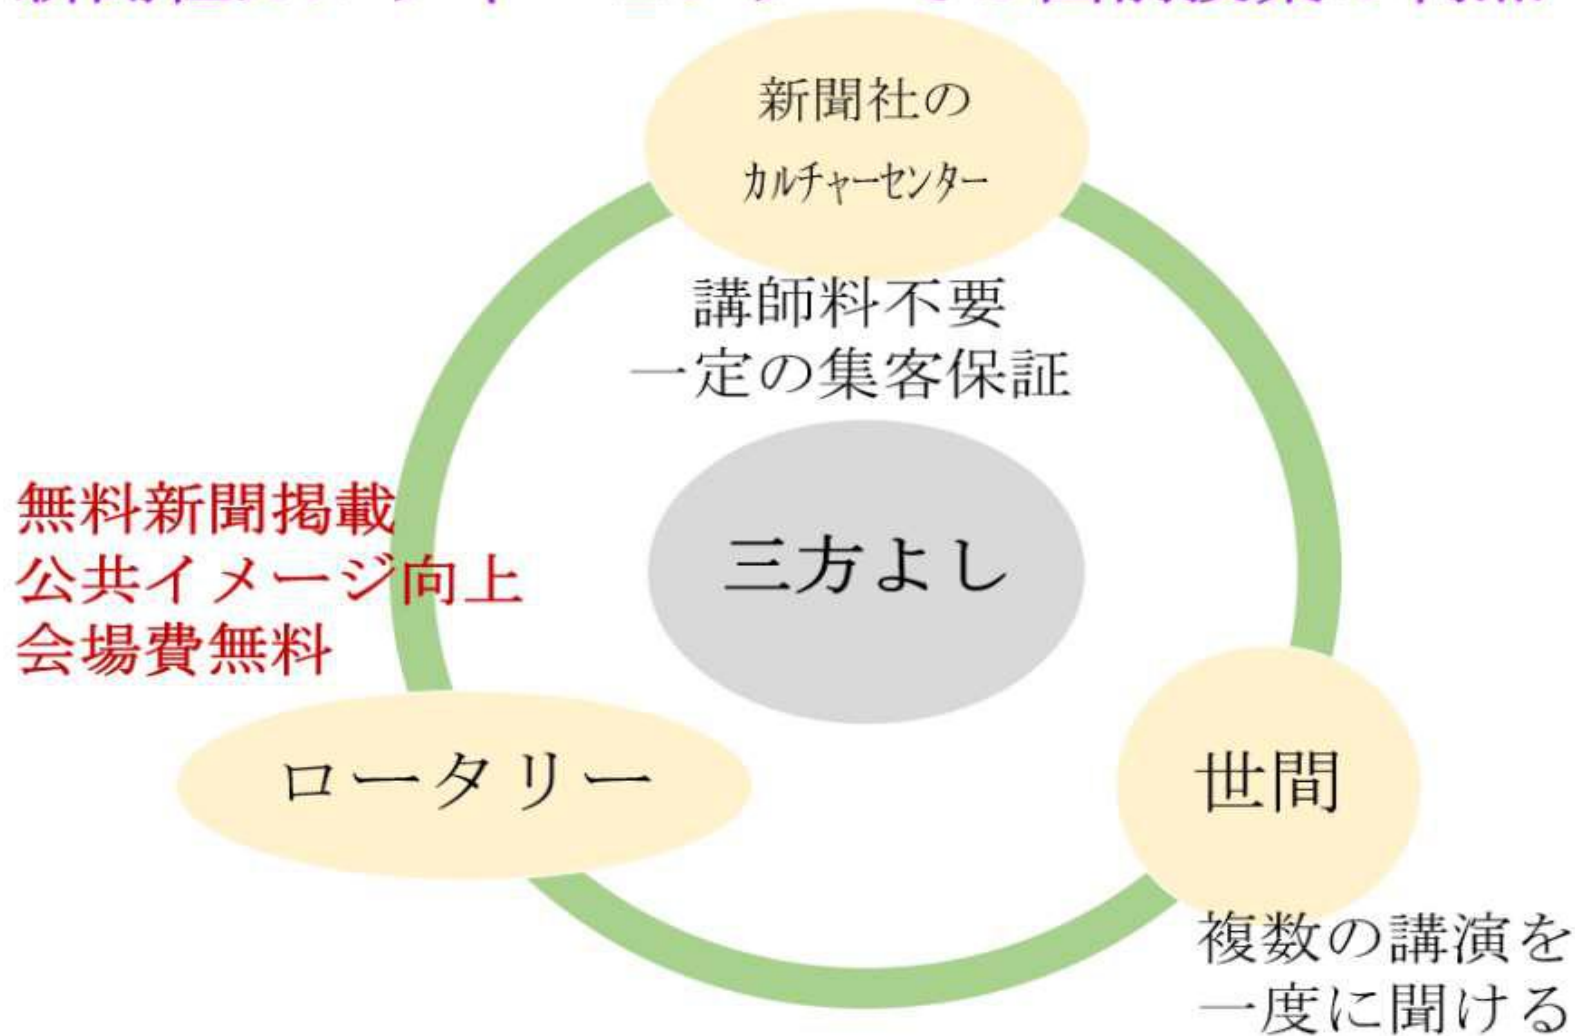 新聞社の
カルチャーセンター
講師料不要
一定の集客保証
無料新聞掲載
公共イメージ向上
会場費無料
三方よし
ロータリー
世間
複数の講演を
一度に聞ける